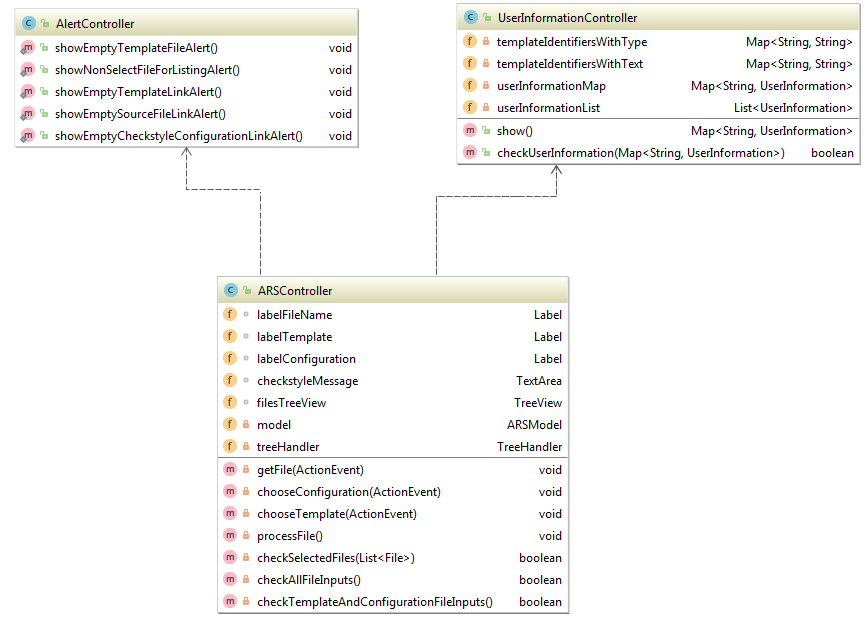 AlertController
showEmptyTemplateFileAlert() void
showNonSelectFileForListingAlert() void
showEmptyTemplateLinkAlert() void
showEmptySourceFileLinkAlert() void
showEmptyCheckstyleConfigurationLinkAlert() void
UserInformationController
templateIdentifiersWithType Map<String, String>
templateIdentifiersWithText Map<String, String>
userInformationMap Map<String, UserInformation>
userInformationList List<UserInformation>
show() Map<String, UserInformation>
checkUserInformation(Map<String, UserInformation>) boolean
ARSController
labelFileName Label
labelTemplate Label
labelConfiguration Label
checkstyleMessage TextArea
filesTreeView TreeView
model ARSModel
treeHandler TreeHandler
getFile(ActionEvent) void
chooseConfiguration(ActionEvent) void
chooseTemplate(ActionEvent) void
processFile() void
checkSelectedFiles(List<File>) boolean
checkAllFileInputs() boolean
checkTemplateAndConfigurationFileInputs() boolean